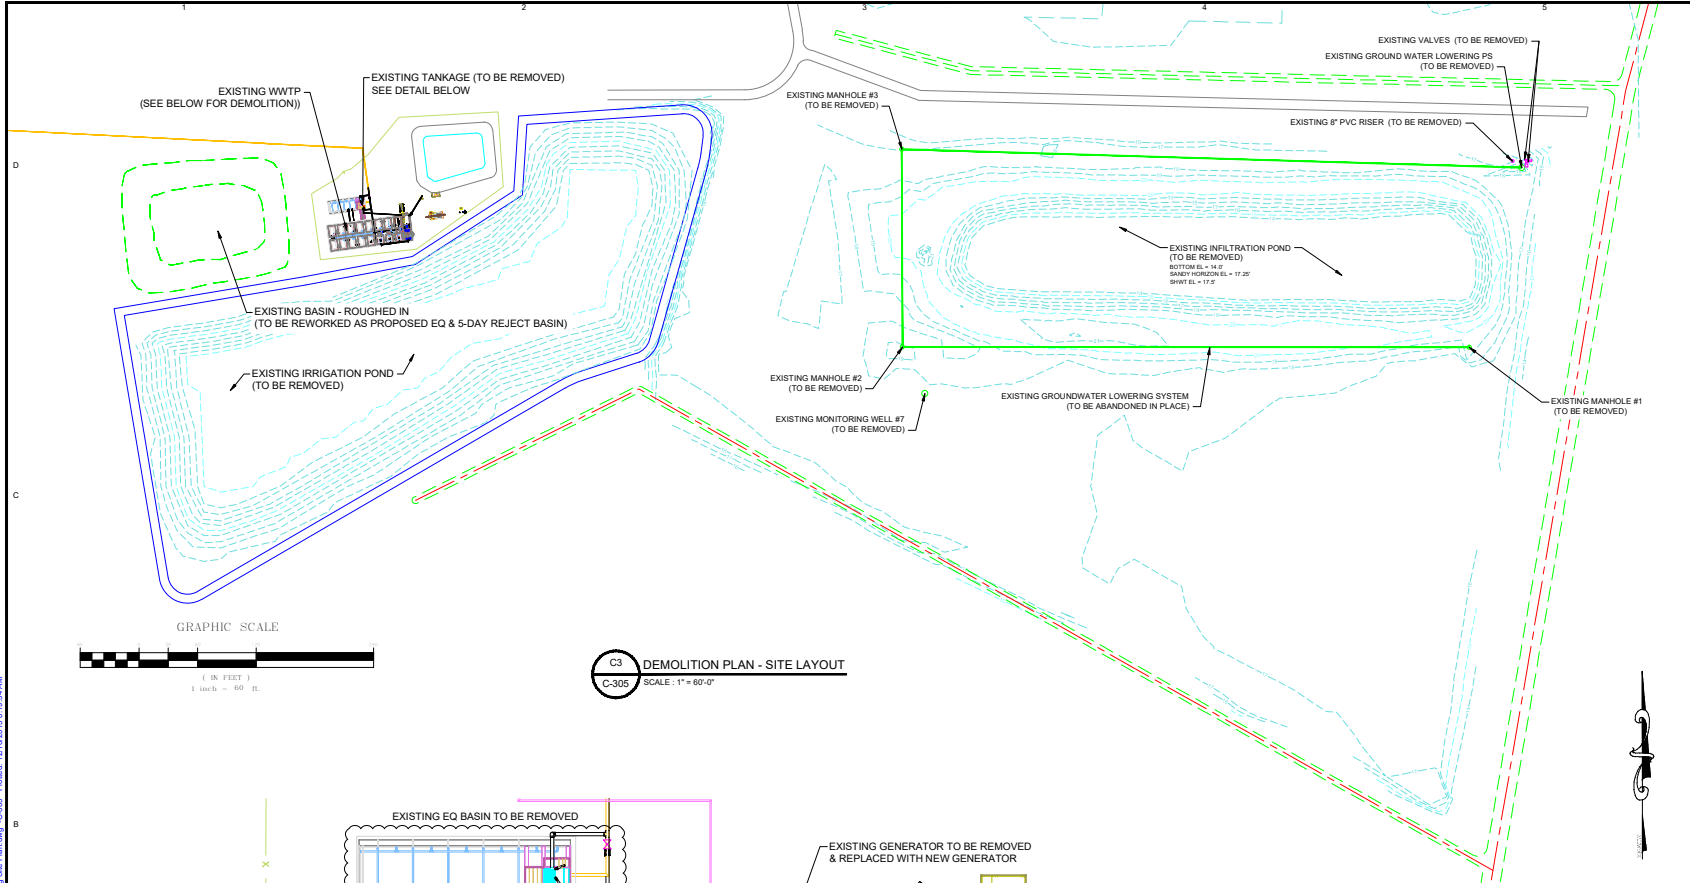 1
2
3
4
5
D
C
B
EXISTING WWTP
(SEE BELOW FOR DEMOLITION))
EXISTING TANKAGE (TO BE REMOVED)
SEE DETAIL BELOW
EXISTING MANHOLE #3
(TO BE REMOVED)
EXISTING VALVES (TO BE REMOVED)
EXISTING GROUND WATER LOWERING PS
(TO BE REMOVED)
EXISTING 8" PVC RISER (TO BE REMOVED)
EXISTING INFILTRATION POND
(TO BE REMOVED)
BOTTOM EL = 14.0'
SANDY HORIZON EL = 17.25'
SHWT EL = 17.5'
EXISTING BASIN - ROUGHED IN
(TO BE REWORKED AS PROPOSED EQ & 5-DAY REJECT BASIN)
EXISTING IRRIGATION POND
(TO BE REMOVED)
EXISTING MANHOLE #2
(TO BE REMOVED)
EXISTING MONITORING WELL #7
(TO BE REMOVED)
EXISTING GROUNDWATER LOWERING SYSTEM
(TO BE ABANDONED IN PLACE)
EXISTING MANHOLE #1
(TO BE REMOVED)
GRAPHIC SCALE
( IN FEET )
1 inch = 60 ft.
C3
C-305
DEMOLITION PLAN - SITE LAYOUT
SCALE : 1" = 60'-0"
EXISTING EQ BASIN TO BE REMOVED
EXISTING GENERATOR TO BE REMOVED
& REPLACED WITH NEW GENERATOR